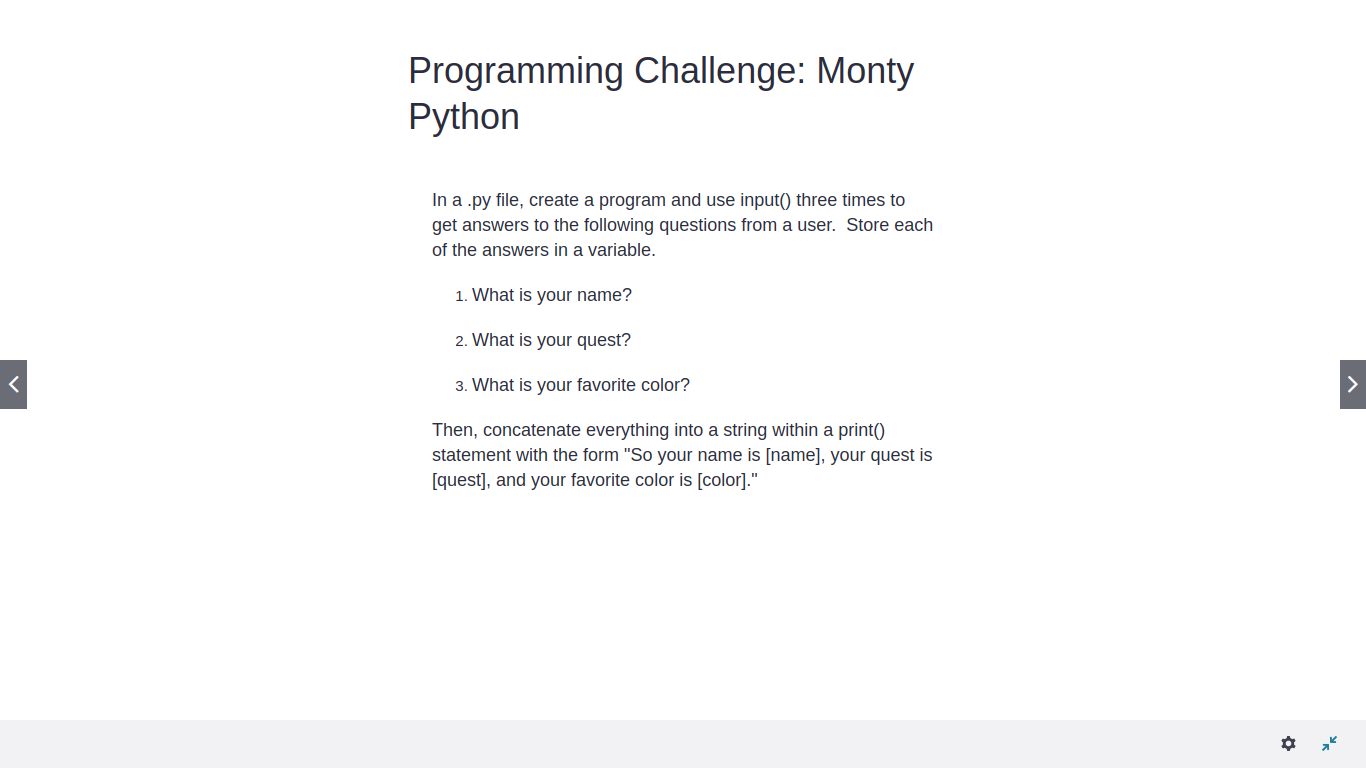 Programming Challenge: Monty
Python
In a .py file, create a program and use input() three times to
get answers to the following questions from a user.  Store each
of the answers in a variable.
1. What is your name?
2. What is your quest?
3. What is your favorite color?
Then, concatenate everything into a string within a print()
statement with the form "So your name is [name], your quest is
[quest], and your favorite color is [color]."